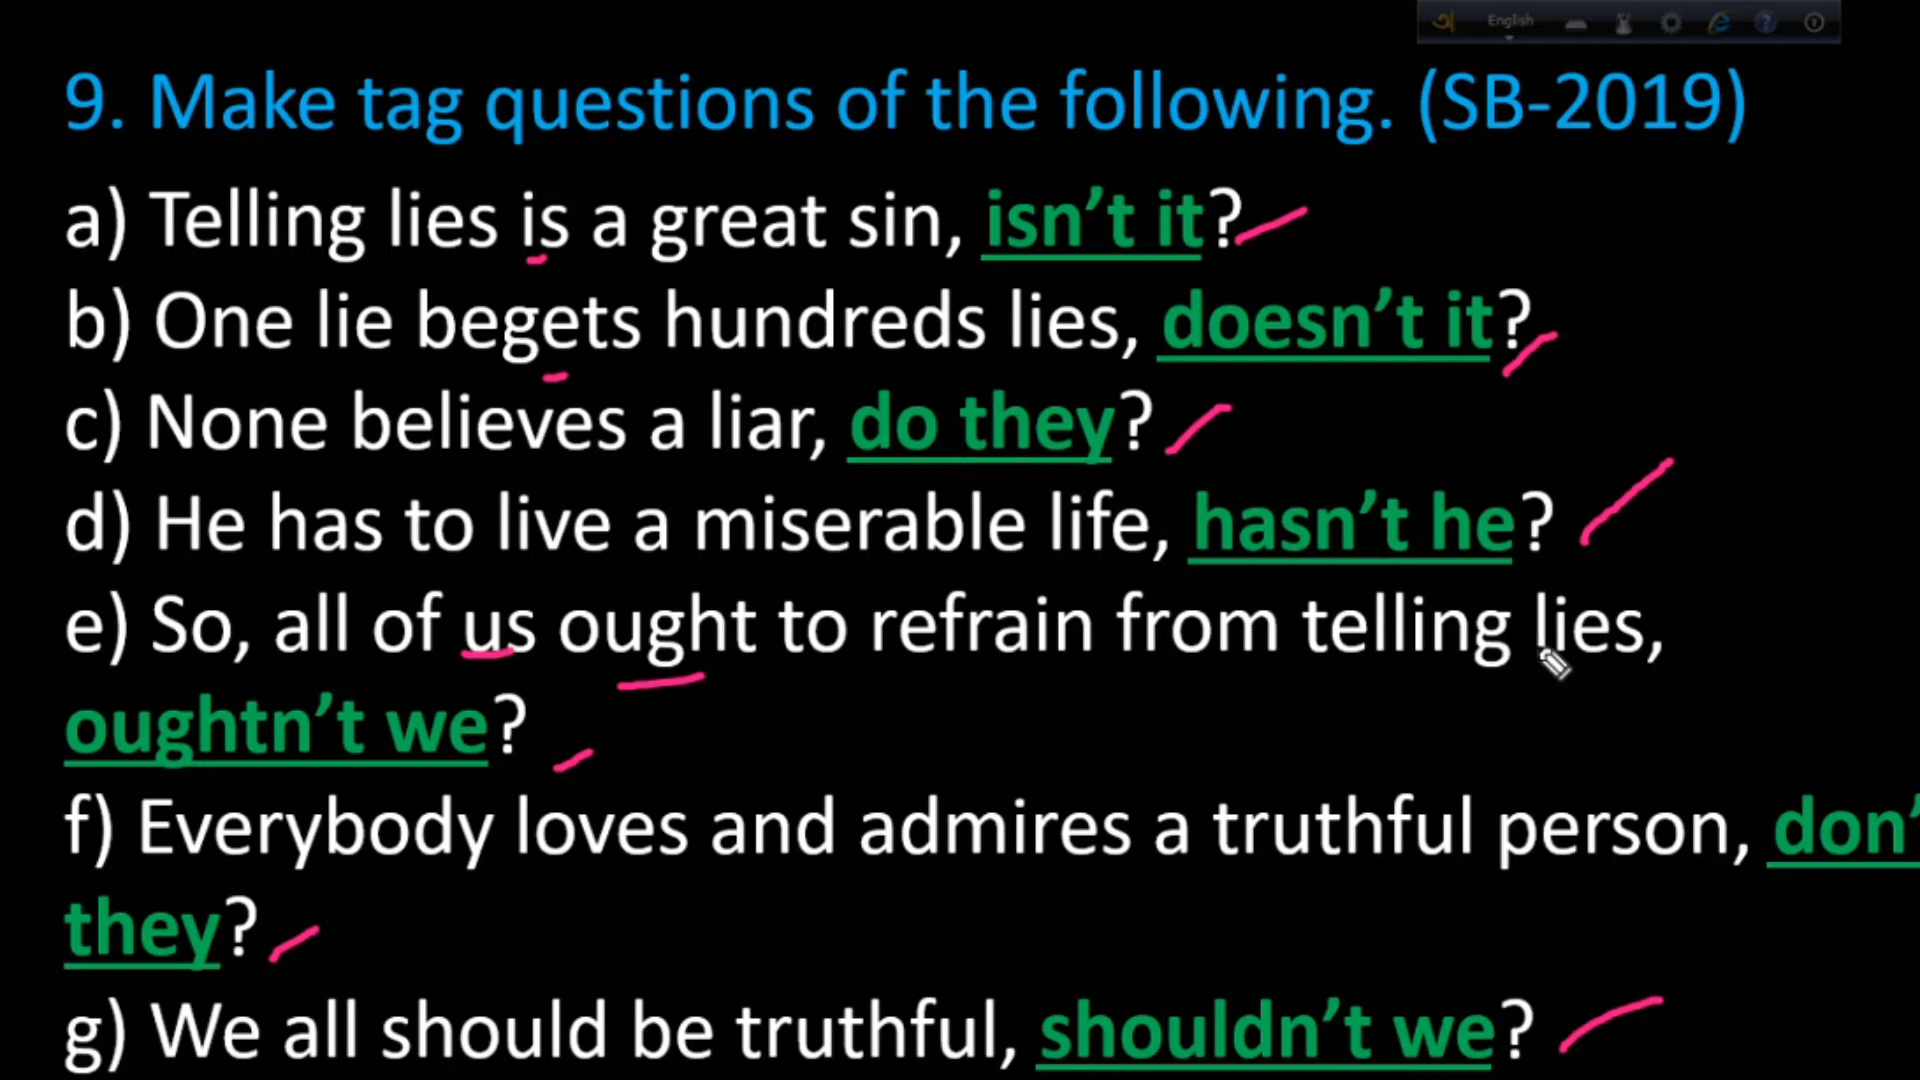 English
9. Make tag questions of the following. (SB-2019)
a) Telling lies is a great sin, isn't it?
b) One lie begets hundreds lies, doesn't it?
c) None believes a liar, do they?
d) He has to live a miserable life, hasn't he?
e) So, all of us ought to refrain from telling lies,
oughtn't we?
f) Everybody loves and admires a truthful person, don'
they?
g) We all should be truthful, shouldn't we?